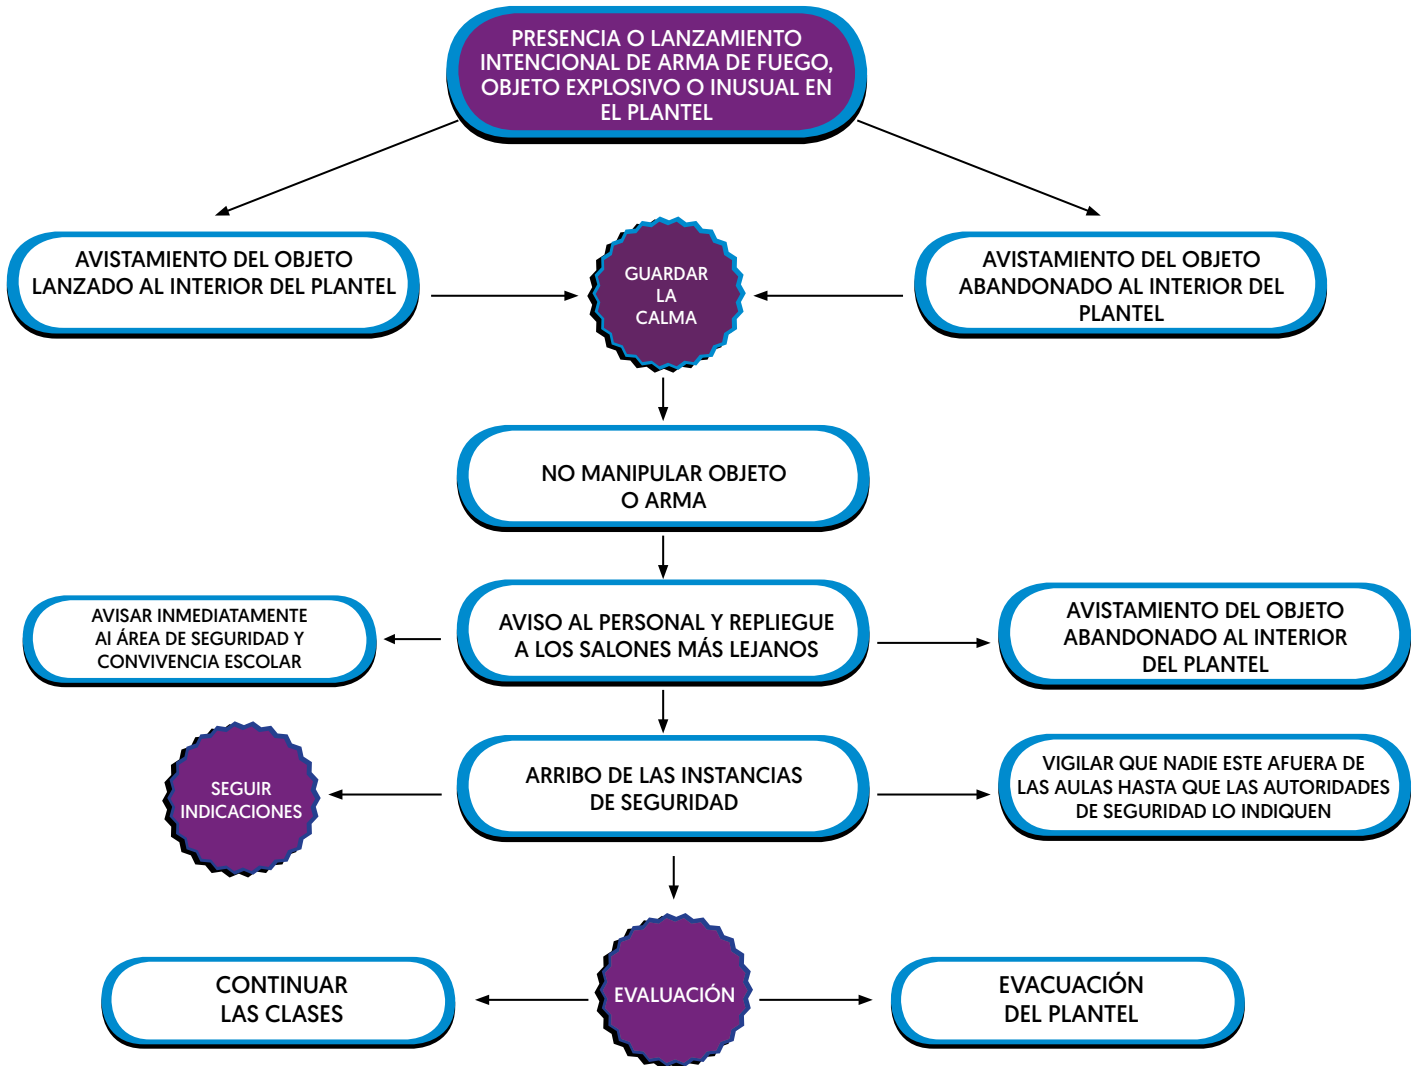 PRESENCIA O LANZAMIENTO
INTENCIONAL DE ARMA DE FUEGO,
OBJETO EXPLOSIVO O INUSUAL EN
EL PLANTEL
AVISTAMIENTO DEL OBJETO
LANZADO AL INTERIOR DEL PLANTEL
GUARDAR
LA
CALMA
AVISTAMIENTO DEL OBJETO
ABANDONADO AL INTERIOR DEL
PLANTEL
NO MANIPULAR OBJETO
O ARMA
AVISAR INMEDIATAMENTE
Al ÁREA DE SEGURIDAD Y
CONVIVENCIA ESCOLAR
AVISO AL PERSONAL Y REPLIEGUE
A LOS SALONES MÁS LEJANOS
AVISTAMIENTO DEL OBJETO
ABANDONADO AL INTERIOR
DEL PLANTEL
SEGUIR
INDICACIONES
ARRIBO DE LAS INSTANCIAS
DE SEGURIDAD
VIGILAR QUE NADIE ESTE AFUERA DE
LAS AULAS HASTA QUE LAS AUTORIDADES
DE SEGURIDAD LO INDIQUEN
CONTINUAR
LAS CLASES
EVALUACIÓN
EVACUACIÓN
DEL PLANTEL